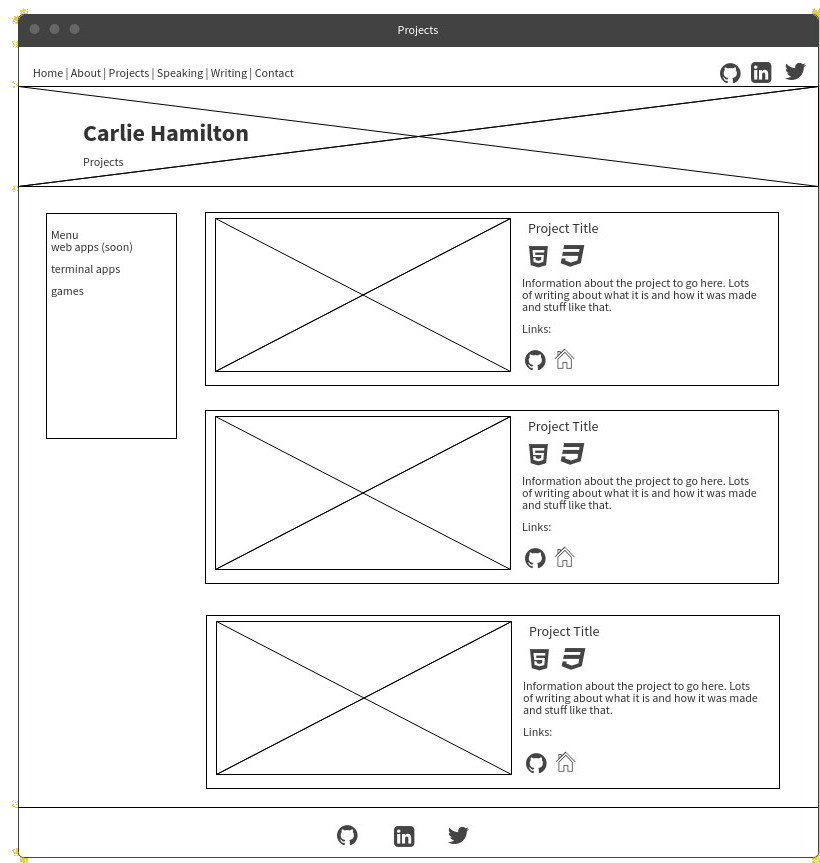 Projects
Home | About | Projects | Speaking | Writing | Contact
Carlie Hamilton
Projects
Menu
web apps (soon)
terminal apps
games
Project Title
Information about the project to go here. Lots
of writing about what it is and how it was made
and stuff like that.
Links:
Project Title
Information about the project to go here. Lots
of writing about what it is and how it was made
and stuff like that.
Links:
Project Title
Information about the project to go here. Lots
of writing about what it is and how it was made
and stuff like that.
Links: